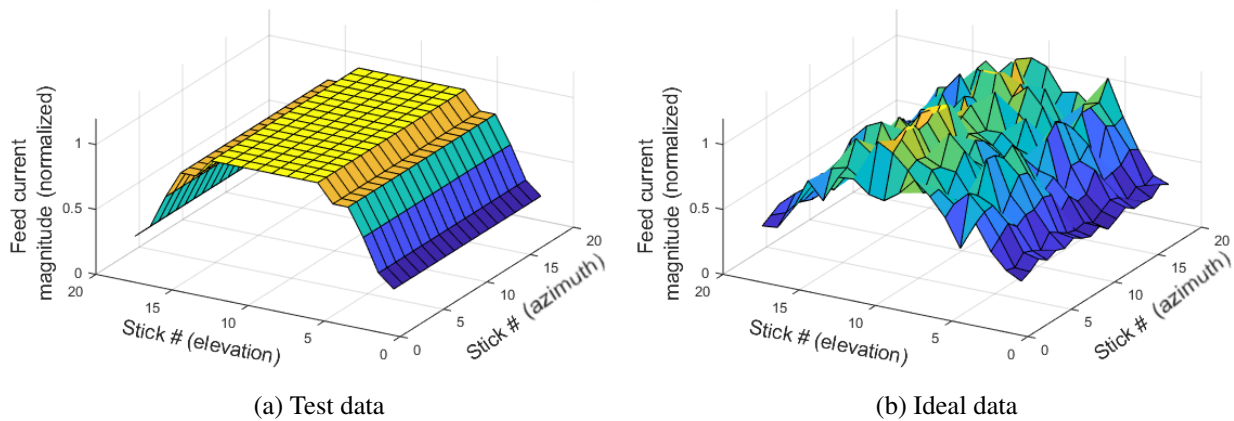 Feed current
magnitude (normalized)
1
0.5
0
20
15
10
5
0
Stick # (elevation)
0
5
10
15
20
Stick # (azimuth)
(a) Test data
Feed current
magnitude (normalized)
1
0.5
0
20
15
10
5
0
Stick # (elevation)
0
5
10
15
20
Stick # (azimuth)
(b) Ideal data